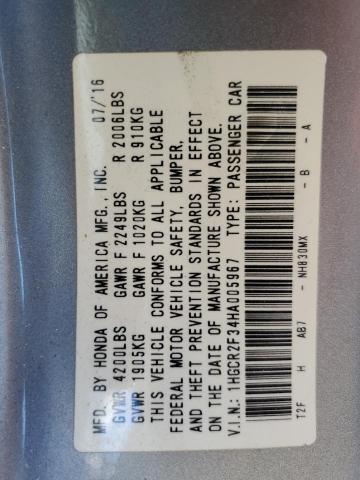 MFD. BY HONDA OF AMERICA MFG., INC. 07/'16
GVWR 4200LBS GAWR F 2249LBS R 2006LBS
GVWR 1905KG GAWR F 1020KG R 910KG
THIS VEHICLE CONFORMS TO ALL APPLICABLE
FEDERAL MOTOR VEHICLE SAFETY, BUMPER,
AND THEFT PREVENTION STANDARDS IN EFFECT
ON THE DATE OF MANUFACTURE SHOWN ABOVE.
V.I.N.: 1HGCR2F34HA005967 TYPE: PASSENGER CAR
T2F H AB7 - NH830MX - B - A